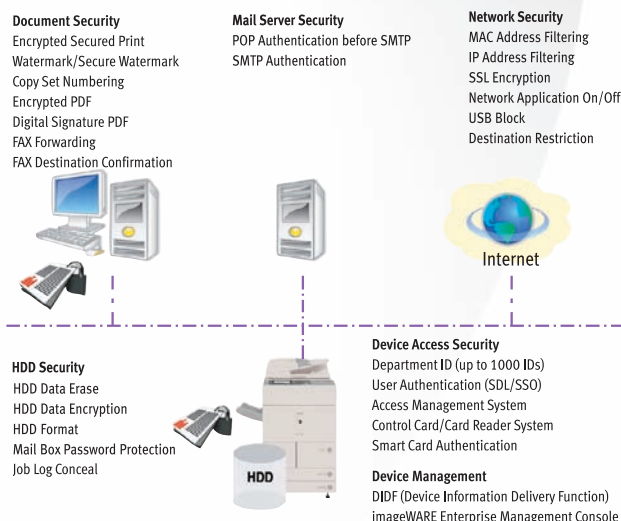 Document Security
Encrypted Secured Print
Watermark/Secure Watermark
Copy Set Numbering
Encrypted PDF
Digital Signature PDF
FAX Forwarding
FAX Destination Confirmation
Mail Server Security
POP Authentication before SMTP
SMTP Authentication
Network Security
MAC Address Filtering
IP Address Filtering
SSL Encryption
Network Application On/Off
USB Block
Destination Restriction
Internet
HDD Security
HDD Data Erase
HDD Data Encryption
HDD Format
Mail Box Password Protection
Job Log Conceal
HDD
Device Access Security
Department ID (up to 1000 IDs)
User Authentication (SDL/SSO)
Access Management System
Control Card/Card Reader System
Smart Card Authentication
Device Management
DIDF (Device Information Delivery Function)
imageWARE Enterprise Management Console